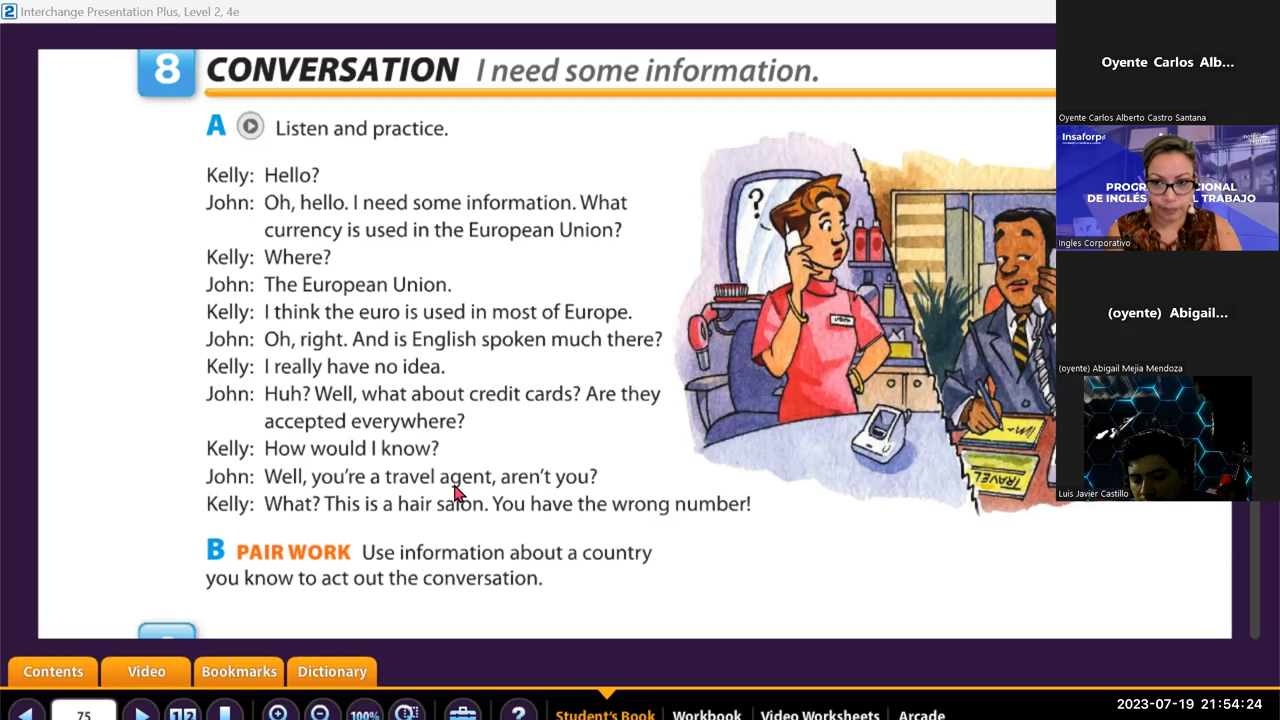 Interchange Presentation Plus, Level 2, 4e
8 CONVERSATION I need some information.
A Listen and practice.
Kelly: Hello?
John: Oh, hello. I need some information. What
currency is used in the European Union?
Kelly: Where?
John: The European Union.
Kelly: I think the euro is used in most of Europe.
John: Oh, right. And is English spoken much there?
Kelly: I really have no idea.
John: Huh? Well, what about credit cards? Are they
accepted everywhere?
Kelly: How would I know?
John: Well, you're a travel agent, aren't you?
Kelly: What? This is a hair salon. You have the wrong number!
B PAIR WORK Use information about a country
you know to act out the conversation.
?
TRAVEL
Oyente Carlos Alb...
Oyente Carlos Alberto Castro Santana
Insaforp
PROGR CIONAL
DE INGLÉS L TRABAJO
Ingles Corporativo
(oyente) Abigail...
(oyente) Abigail Mejia Mendoza
Luis Javier Castillo
Contents
Video
Bookmarks
Dictionary
75
100%
?
Student's Book
Workbook
Video Worksheets
Arcade
2023-07-19 21:54:24